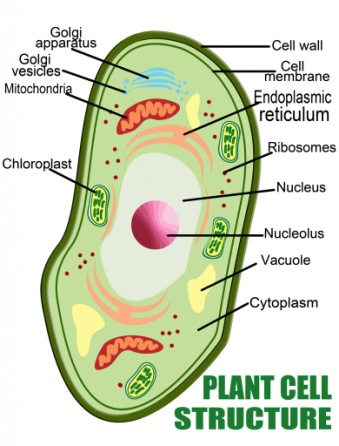 Golgi
apparatus
Golgi
vesicles
Mitochondria
Chloroplast
Cell wall
Cell
membrane
Endoplasmic
reticulum
Ribosomes
Nucleus
Nucleolus
Vacuole
Cytoplasm
PLANT CELL
STRUCTURE